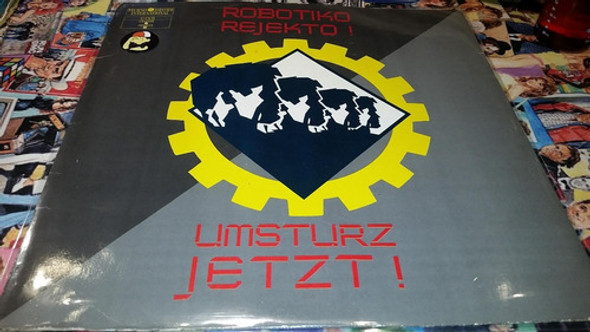 ROBOTIKO
REJEKTO !
UMSTURZ
JETZT !